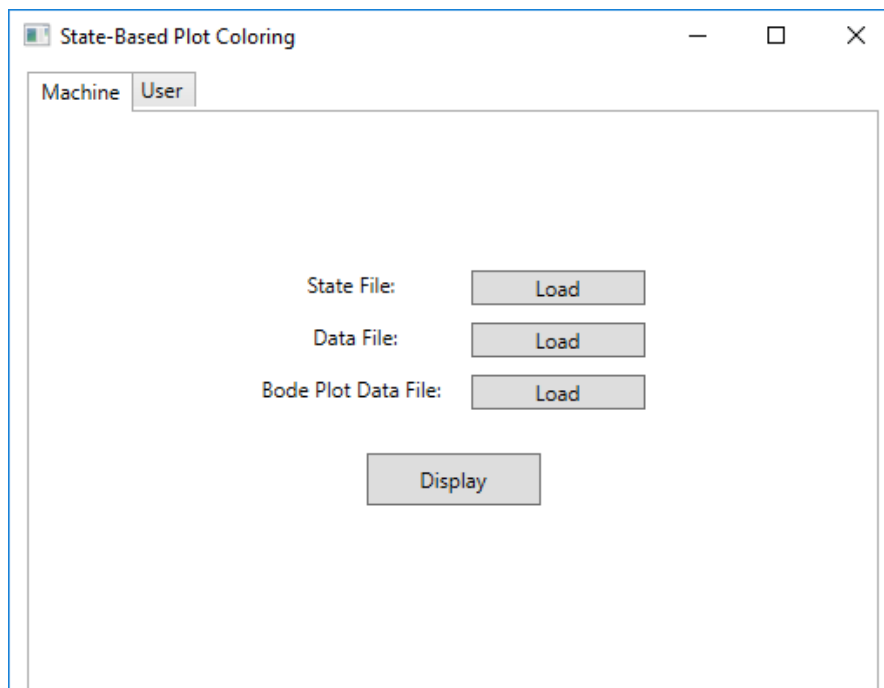 State-Based Plot Coloring
Machine User
State File: Load
Data File: Load
Bode Plot Data File: Load
Display